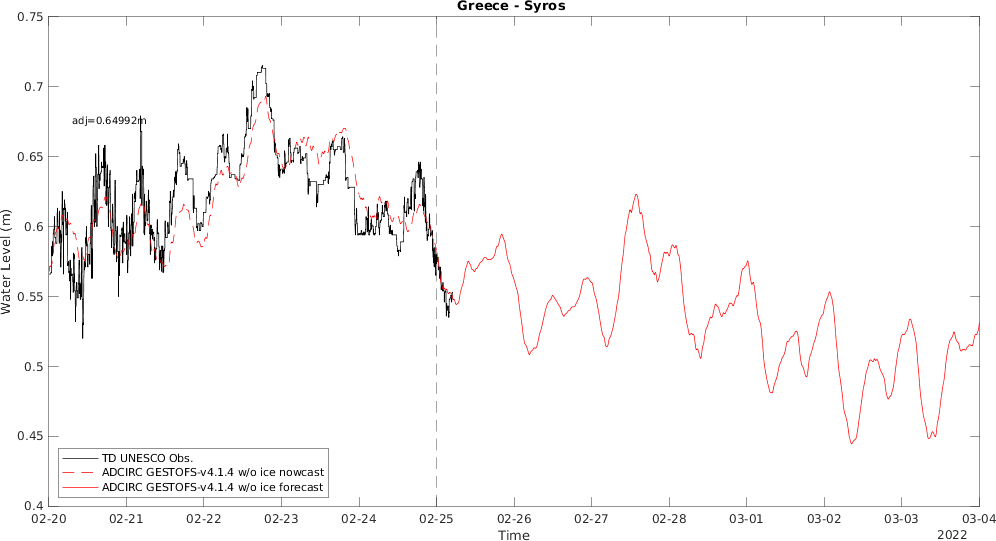 Greece - Syros
0.75
0.7
0.65
0.6
0.55
0.5
0.45
0.4
Water Level (m)
adj=0.64992m
TD UNESCO Obs.
ADCIRC GESTOFS-v4.1.4 w/o ice nowcast
ADCIRC GESTOFS-v4.1.4 w/o ice forecast
02-20 02-21 02-22 02-23 02-24 02-25 02-26 02-27 02-28 03-01 03-02 03-03 03-04
Time
2022